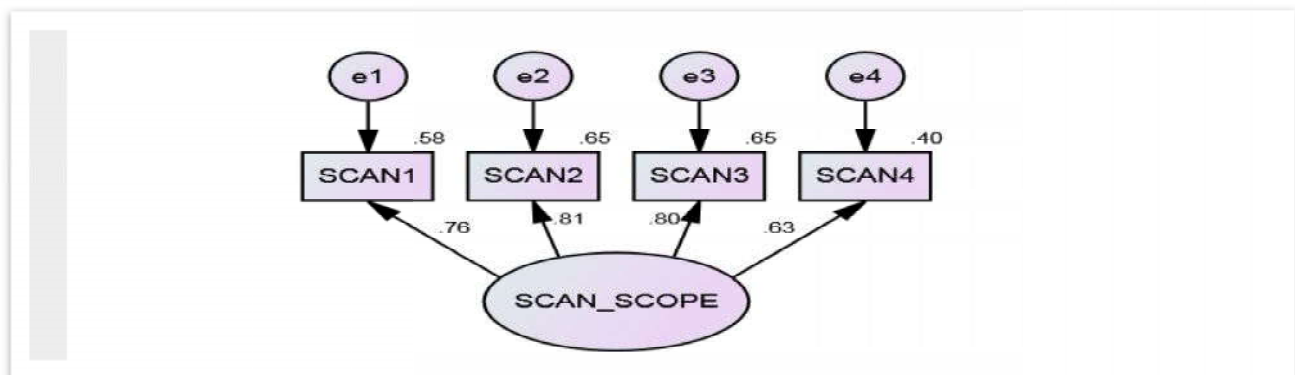 e1 e2 e3 e4
.58 .65 .65 .40
SCAN1 SCAN2 SCAN3 SCAN4
.76 .81 .80 .63
SCAN_SCOPE